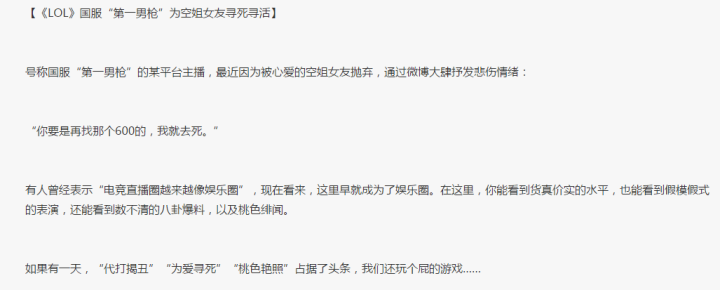 【《LOL》国服“第一男枪”为空姐女友寻死寻活】
号称国服“第一男枪”的某平台主播，最近因为被心爱的空姐女友抛弃，通过微博大肆抒发悲伤情绪：
“你要是再找那个600的，我就去死。”
有人曾经表示“电竞直播圈越来越像娱乐圈”，现在看来，这里早就成为了娱乐圈。在这里，你能看到货真价实的水平，也能看到假模假式
的表演，还能看到数不清的八卦爆料，以及桃色绯闻。
如果有一天，“代打揭丑”“为爱寻死”“桃色艳照”占据了头条，我们还玩个屁的游戏......